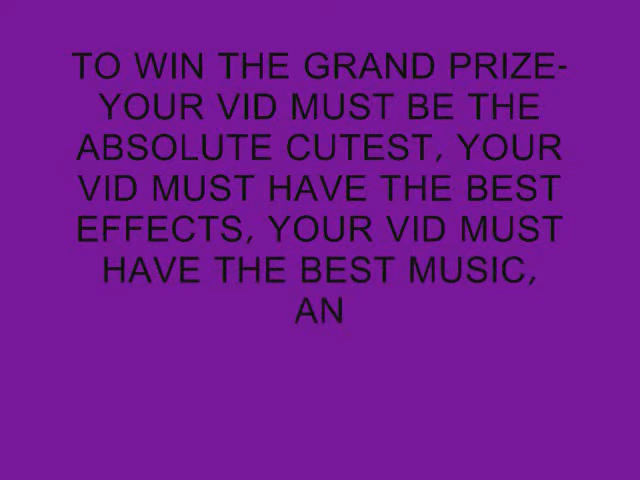 TO WIN THE GRAND PRIZE-
YOUR VID MUST BE THE
ABSOLUTE CUTEST, YOUR
VID MUST HAVE THE BEST
EFFECTS, YOUR VID MUST
HAVE THE BEST MUSIC,
AN